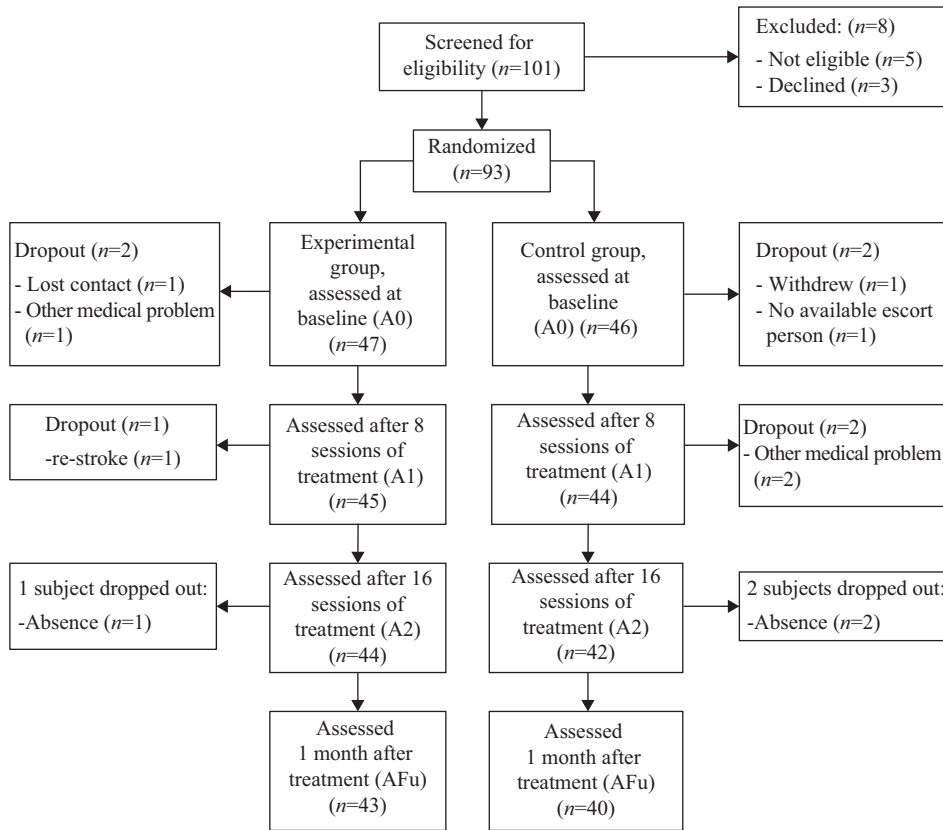 Screened for
eligibility (n=101)
Excluded: (n=8)
- Not eligible (n=5)
- Declined (n=3)
Randomized
(n=93)
Dropout (n=2)
- Lost contact (n=1)
- Other medical problem
(n=1)
Experimental
group,
assessed at
baseline (A0)
(n=47)
Control group,
assessed at
baseline
(A0) (n=46)
Dropout (n=2)
- Withdrew (n=1)
- No available escort
person (n=1)
Dropout (n=1)
-re-stroke (n=1)
Assessed after 8
sessions of
treatment (A1)
(n=45)
Assessed after 8
sessions of
treatment (A1)
(n=44)
Dropout (n=2)
- Other medical problem
(n=2)
1 subject dropped out:
-Absence (n=1)
Assessed after 16
sessions of
treatment (A2)
(n=44)
Assessed after 16
sessions of
treatment (A2)
(n=42)
2 subjects dropped out:
-Absence (n=2)
Assessed
1 month after
treatment (AFu)
(n=43)
Assessed
1 month after
treatment (AFu)
(n=40)